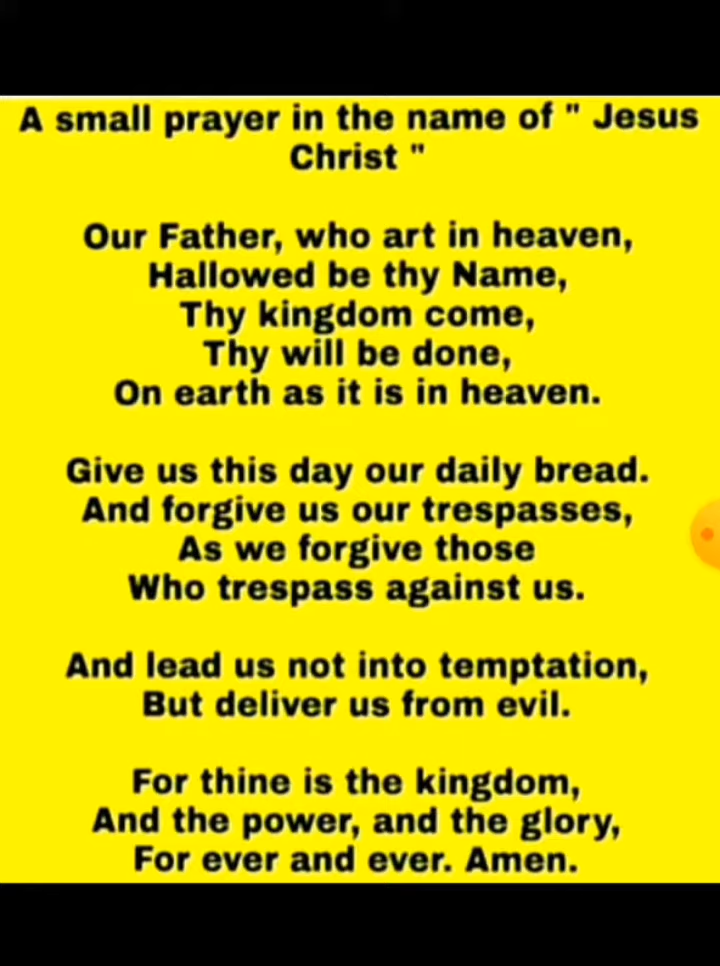 A small prayer in the name of " Jesus
Christ "
Our Father, who art in heaven,
Hallowed be thy Name,
Thy kingdom come,
Thy will be done,
On earth as it is in heaven.
Give us this day our daily bread.
And forgive us our trespasses,
As we forgive those
Who trespass against us.
And lead us not into temptation,
But deliver us from evil.
For thine is the kingdom,
And the power, and the glory,
For ever and ever. Amen.